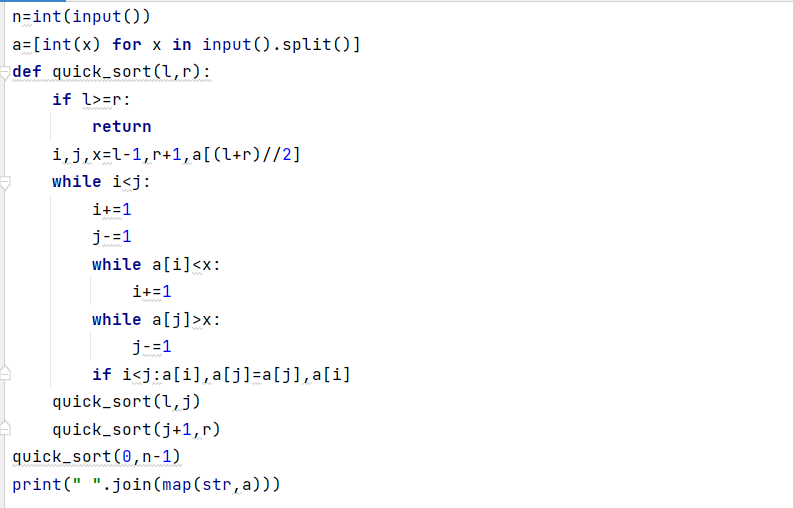 n=int(input())
a=[int(x) for x in input().split()]
def quick_sort(l,r):
    if l>=r:
        return
    i,j,x=l-1,r+1,a[(l+r)//2]
    while i<j:
        i+=1
        j-=1
        while a[i]<x:
            i+=1
        while a[j]>x:
            j-=1
        if i<j:a[i],a[j]=a[j],a[i]
    quick_sort(l,j)
    quick_sort(j+1,r)
quick_sort(0,n-1)
print(" ".join(map(str,a)))